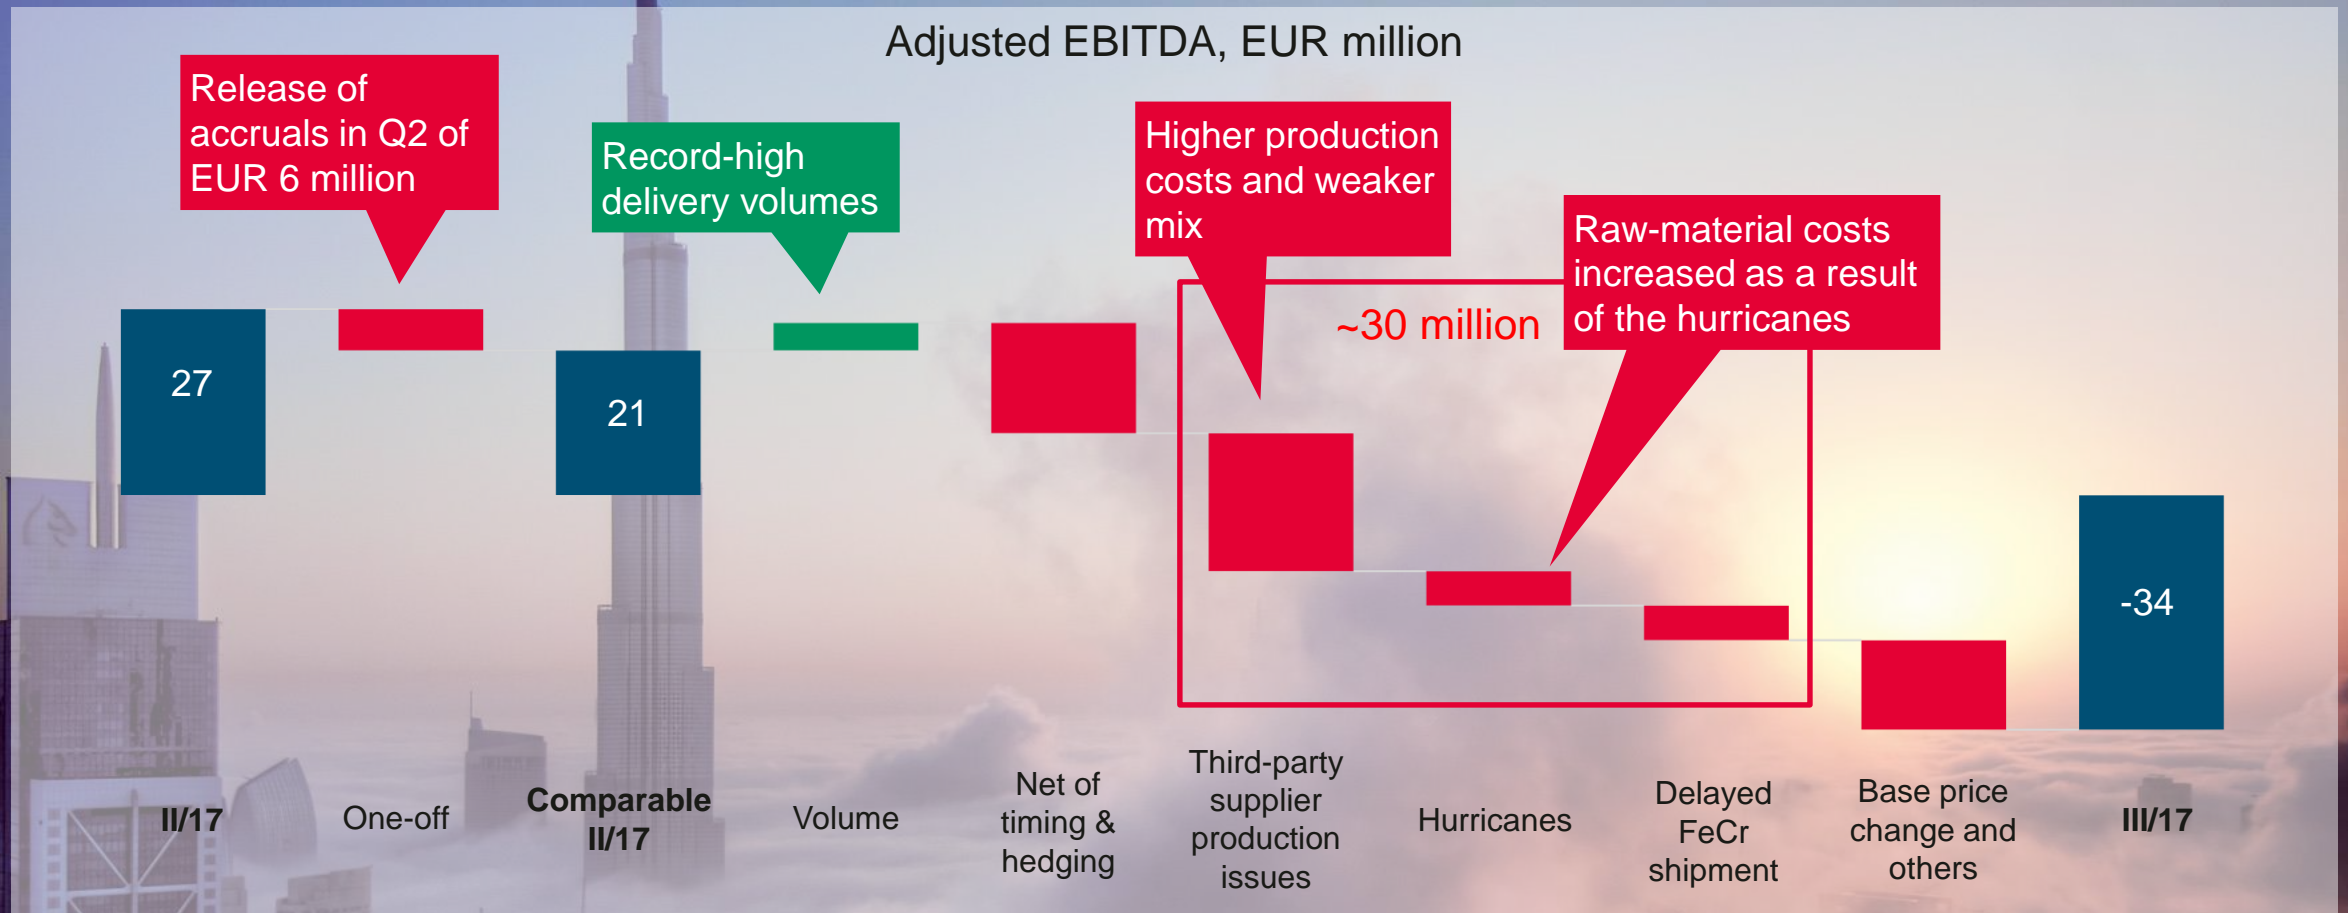 Adjusted EBITDA, EUR million
Release of
accruals in Q2 of
EUR 6 million
Record-high
delivery volumes
Higher production
costs and weaker
mix
Raw-material costs
increased as a result
of the hurricanes
~30 million
27
21
-34
II/17
One-off
Comparable
II/17
Volume
Net of
timing &
hedging
Third-party
supplier
production
issues
Hurricanes
Delayed
FeCr
shipment
Base price
change and
others
III/17